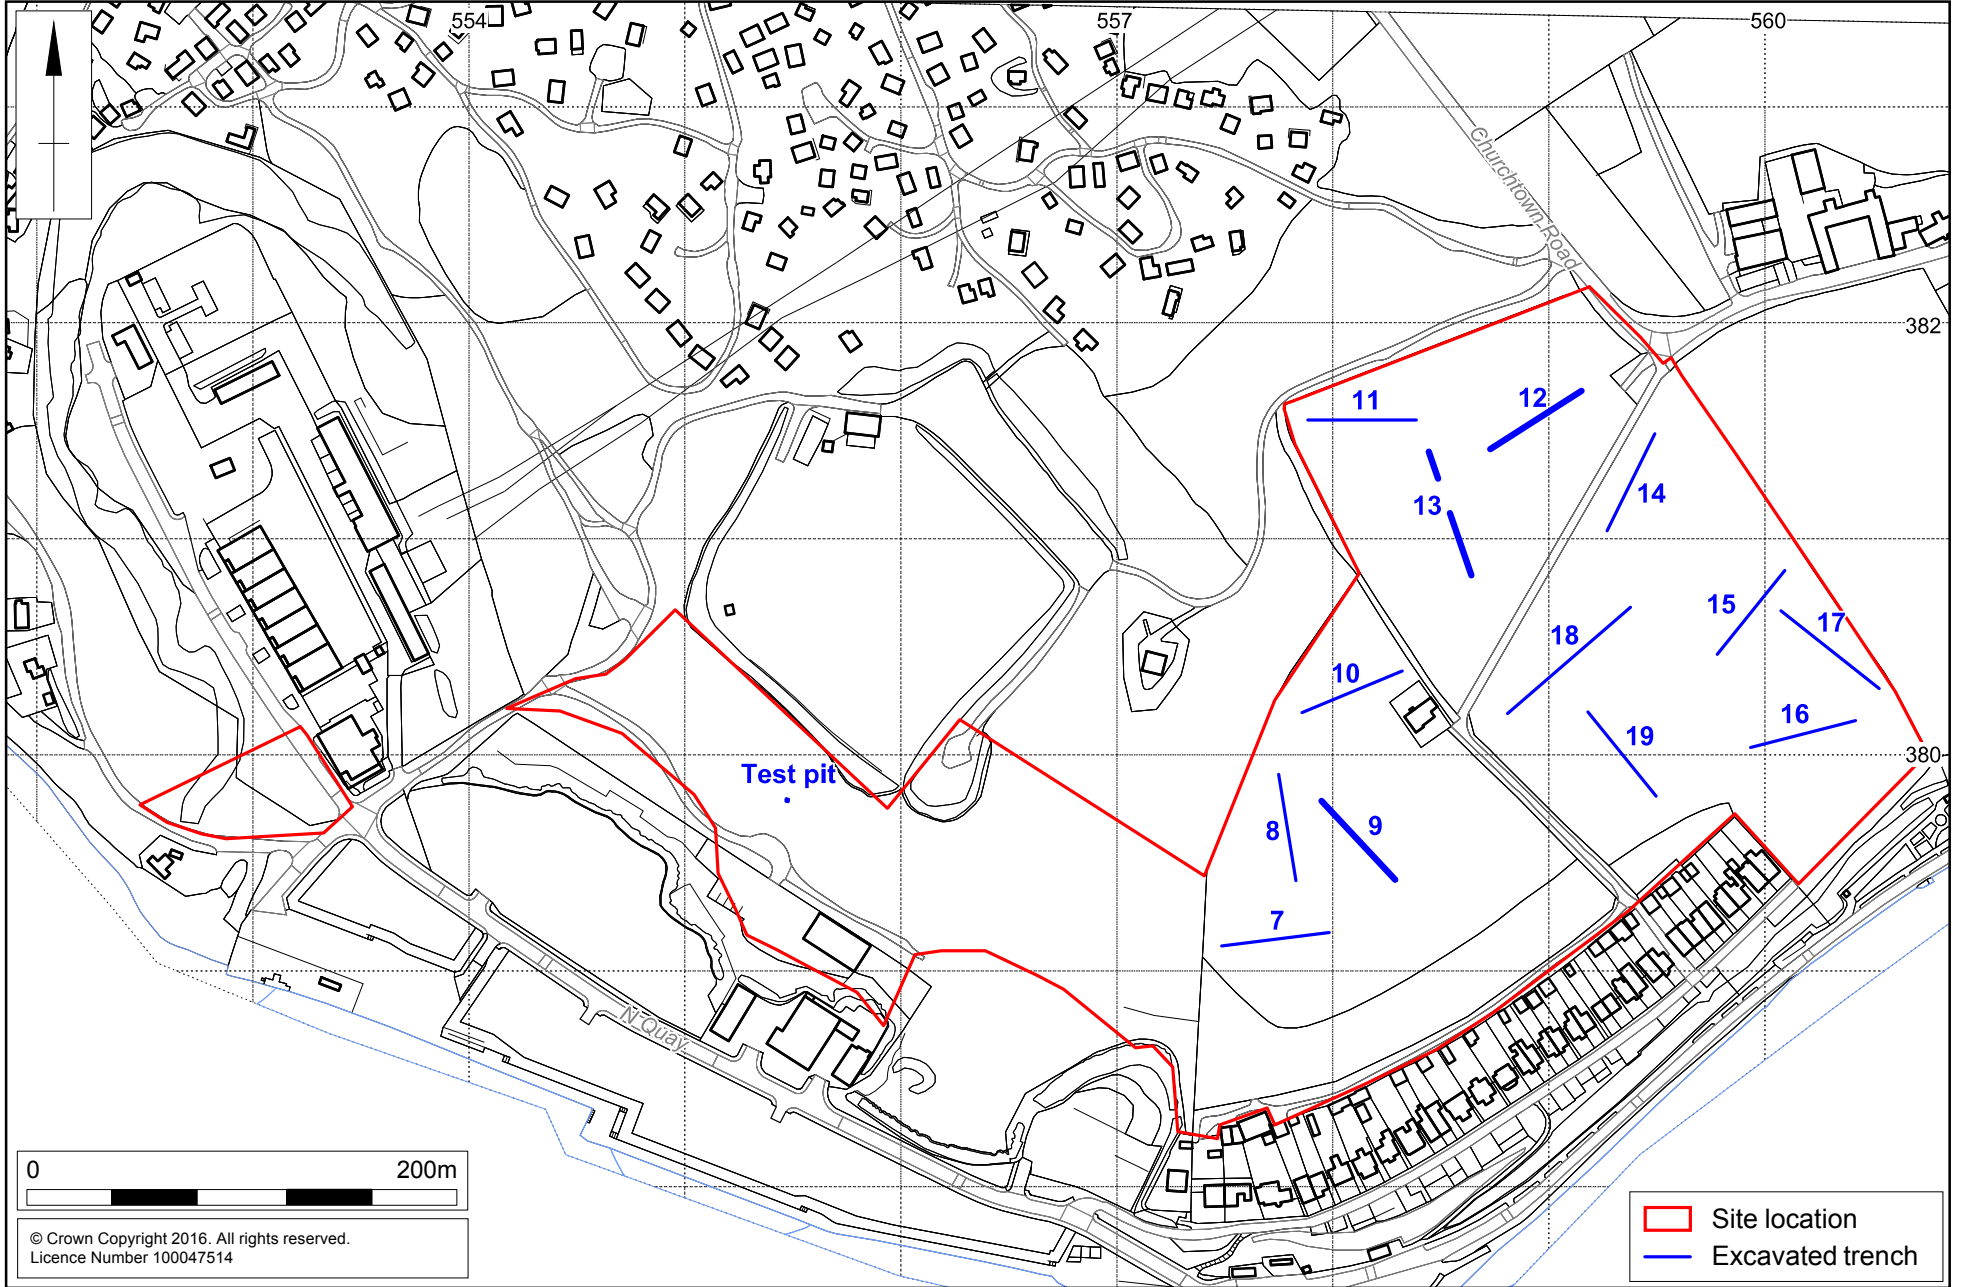 554
557
560
Churchtown Road
382
11
12
13
14
15
17
18
10
16
19
380
Test pit
8
9
7
N Quay
0
200m
© Crown Copyright 2016. All rights reserved.
Licence Number 100047514
Site location
Excavated trench